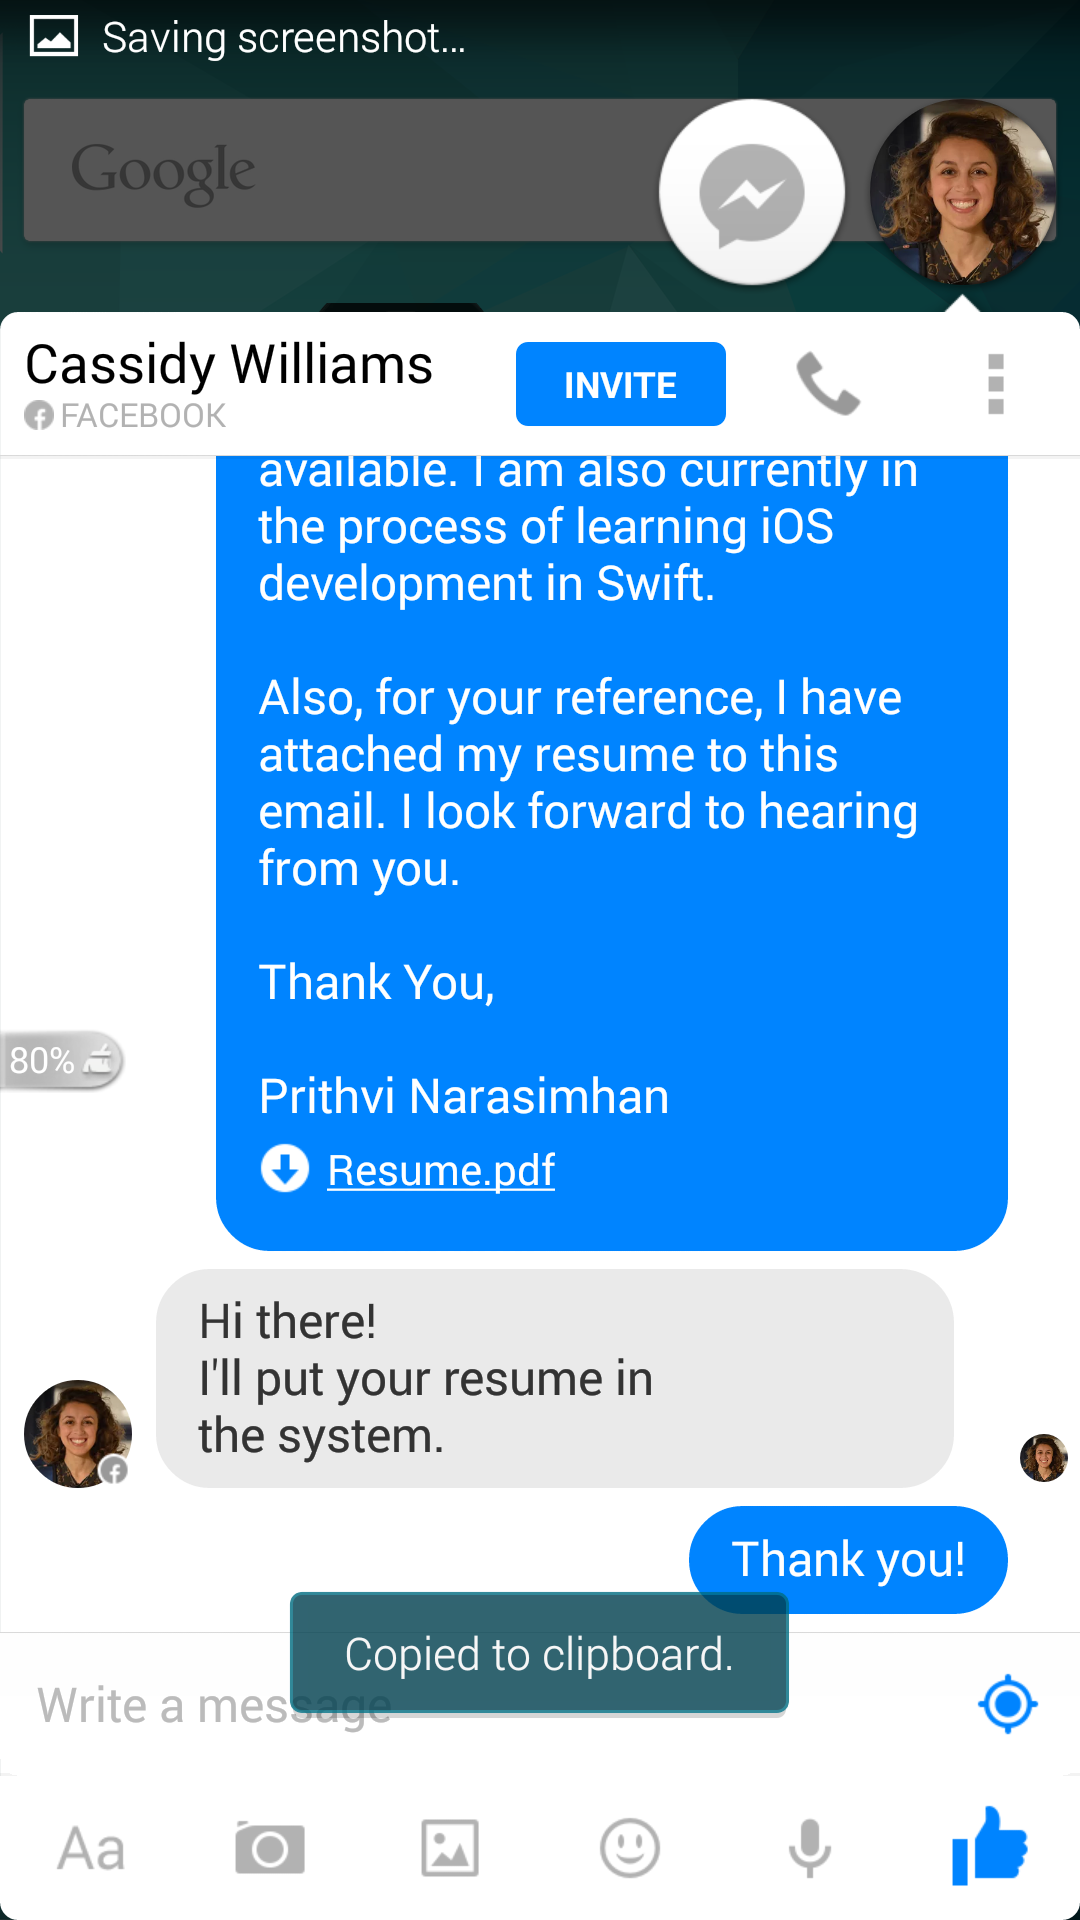 Saving screenshot...
Google
Cassidy Williams
INVITE
FACEBOOK
available. I am also currently in
the process of learning iOS
development in Swift.
Also, for your reference, I have
attached my resume to this
email. I look forward to hearing
from you.
Thank You,
80%
Prithvi Narasimhan
Resume.pdf
Hi there!
I'll put your resume in
the system.
Thank you!
Copied to clipboard.
Write a message
Aa